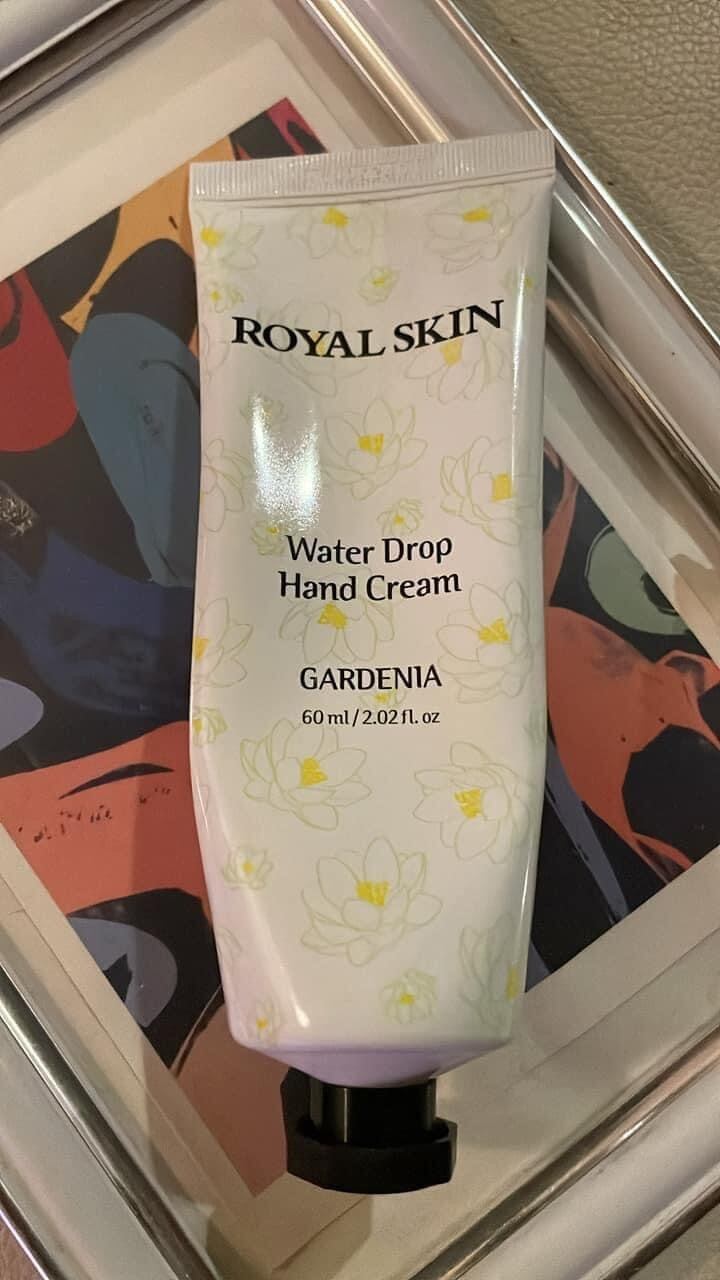 ROYAL SKIN
Water Drop
Hand Cream
GARDENIA
60 ml / 2.02 fl. oz